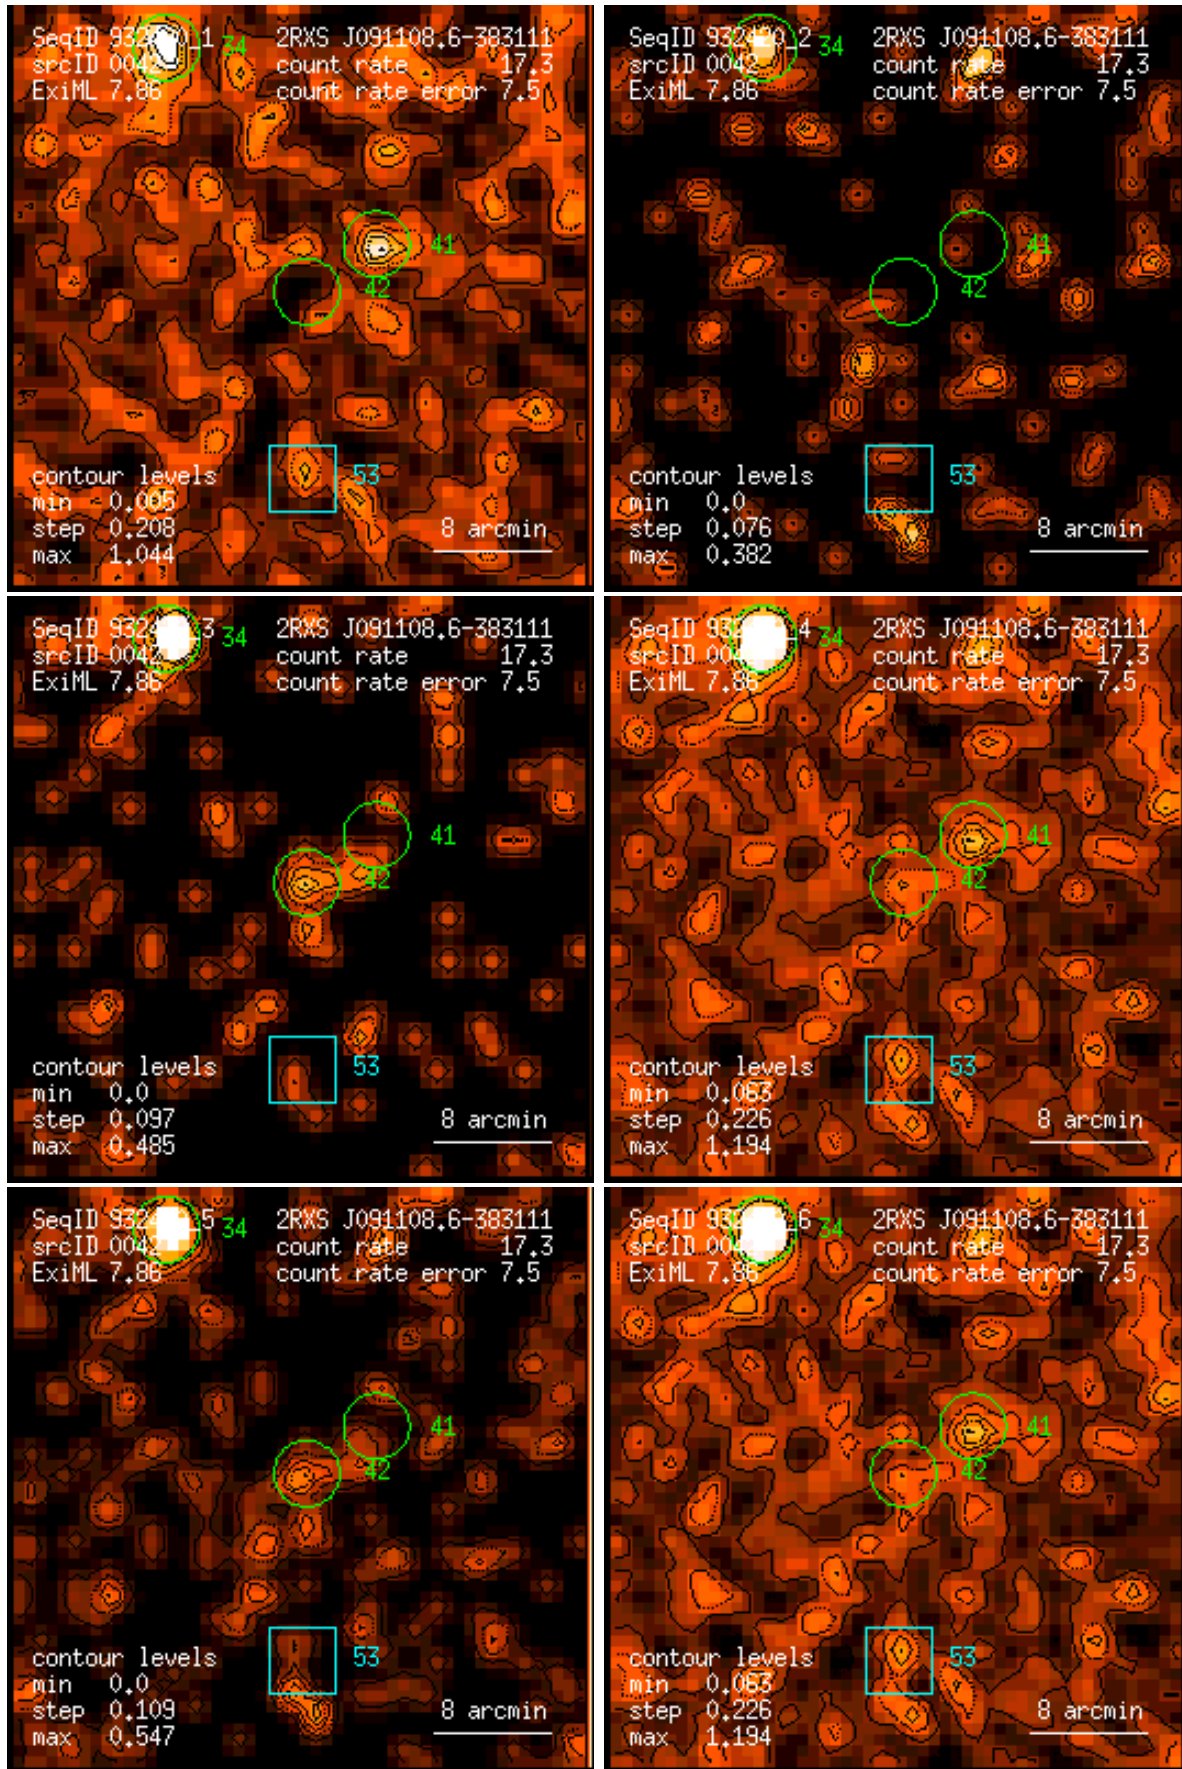 SeqID
34
2RXS J091108.6-383111
srcID 0042
count rate 17.3
ExiML 7.86
count rate error 7.5
41
42
53
contour levels
min 0.005
step 0.208
max 1.044
8 arcmin
SeqID
34
2RXS J091108.6-383111
srcID 0042
count rate 17.3
ExiML 7.86
count rate error 7.5
41
42
53
contour levels
min 0.0
step 0.076
max 0.382
8 arcmin
SeqID
34
2RXS J091108.6-383111
srcID
count rate 17.3
ExiML 7.86
count rate error 7.5
41
42
53
contour levels
min 0.0
step 0.097
max 0.485
8 arcmin
SeqID
34
2RXS J091108.6-383111
srcID
count rate 17.3
ExiML 7.86
count rate error 7.5
41
42
53
contour levels
min 0.063
step 0.226
max 1.194
8 arcmin
SeqID
34
2RXS J091108.6-383111
srcID
count rate 17.3
ExiML 7.86
count rate error 7.5
41
42
53
contour levels
min 0.0
step 0.109
max 0.547
8 arcmin
SeqID
34
2RXS J091108.6-383111
srcID
count rate 17.3
ExiML 7.86
count rate error 7.5
41
42
53
contour levels
min 0.063
step 0.226
max 1.194
8 arcmin